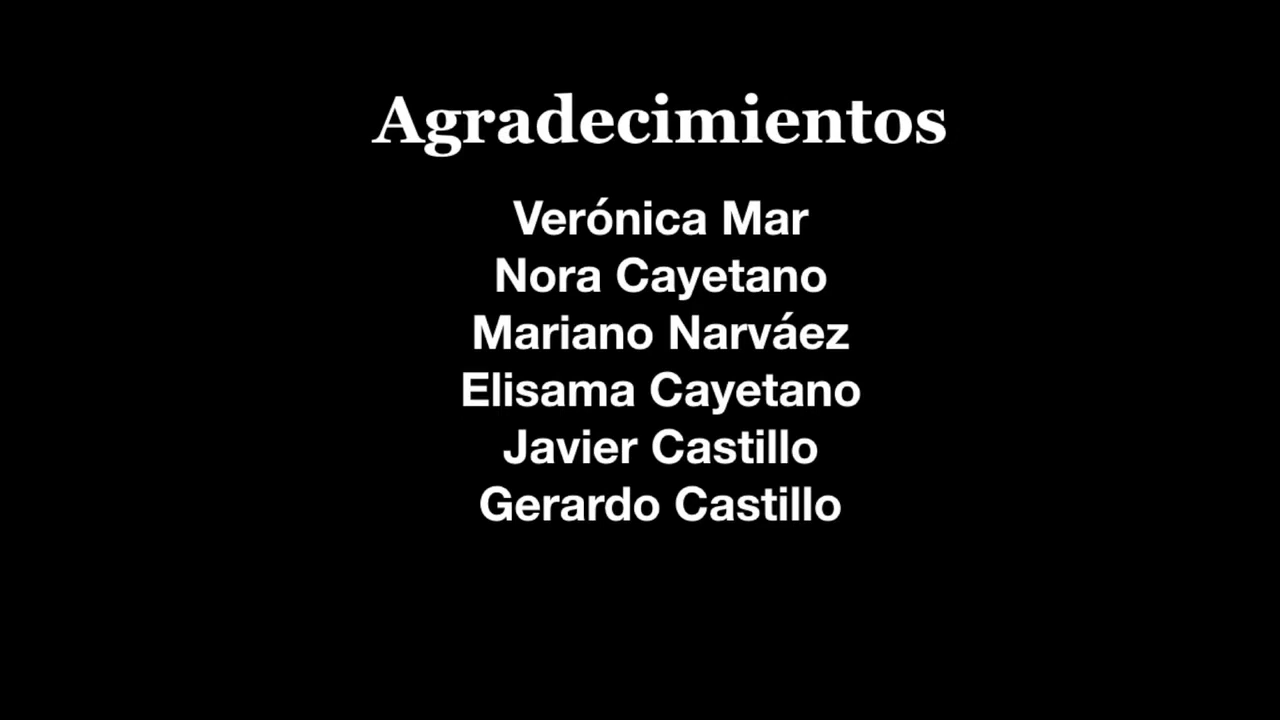 Agradecimientos
Verónica Mar
Nora Cayetano
Mariano Narváez
Elisama Cayetano
Javier Castillo
Gerardo Castillo